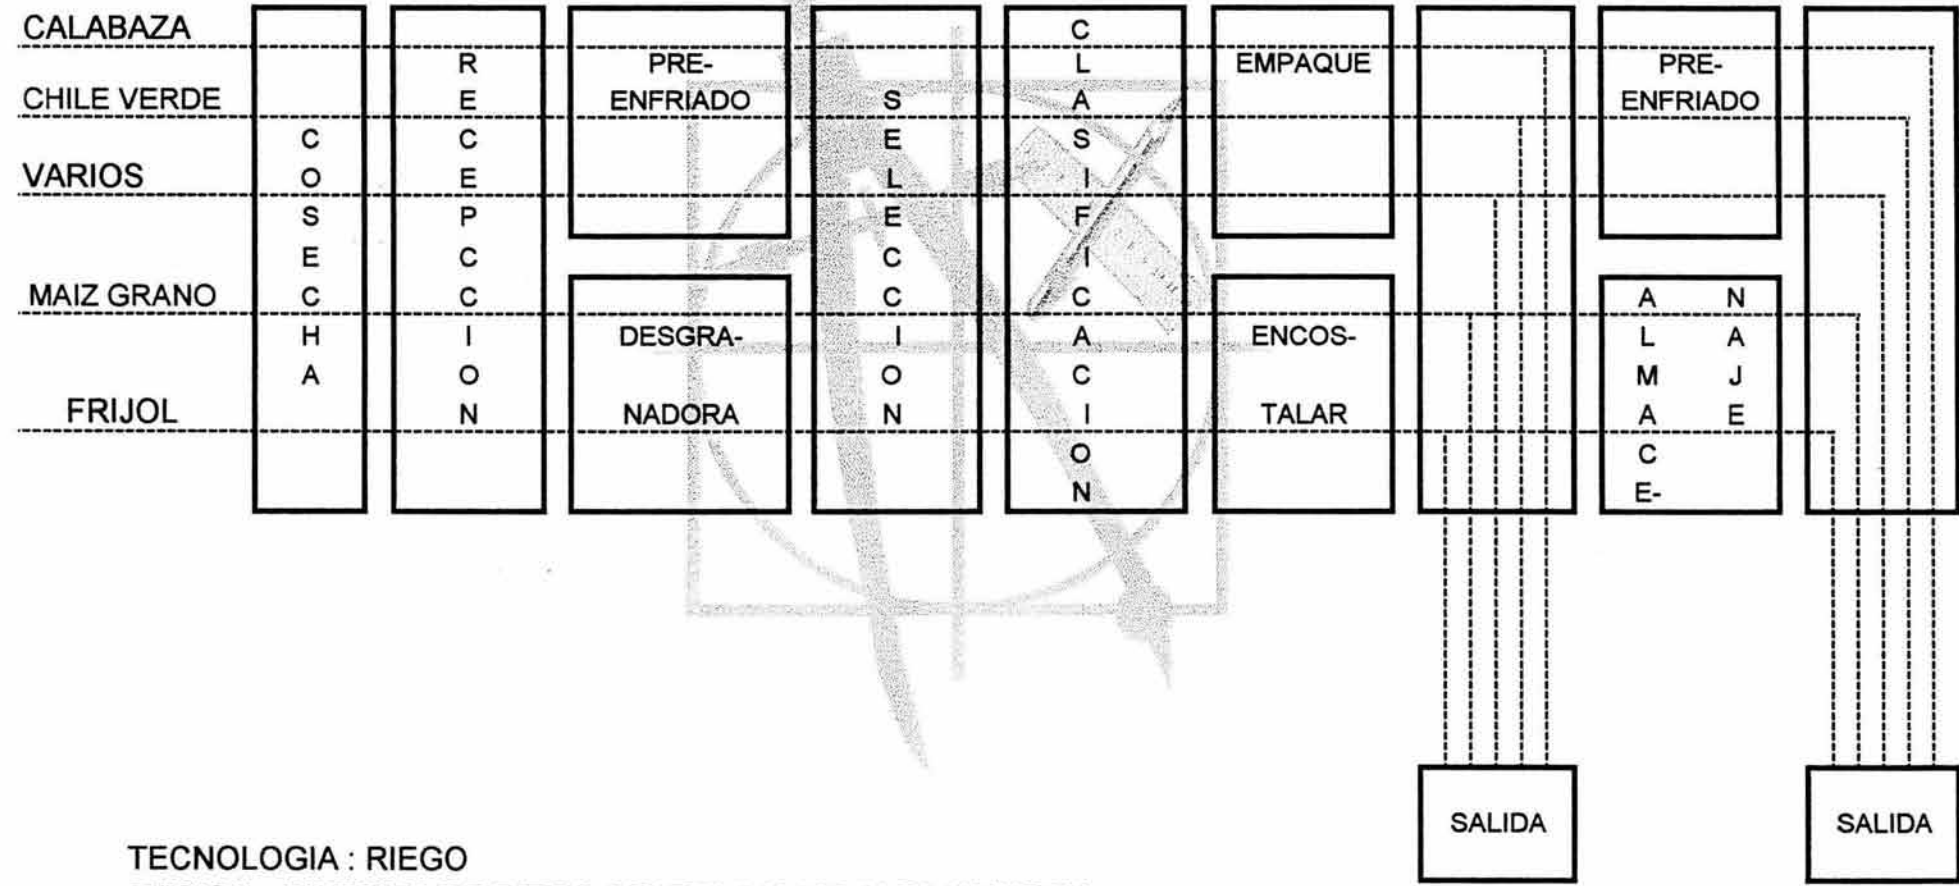 CALABAZA
CHILE VERDE
VARIOS
MAIZ GRANO
FRIJOL
COSECHA
RECEPCCION
PRE-
ENFRIADO
DESGRA-
NADORA
SELECCION
CLASIFICACION
EMPAQUE
ENCOS-
TALAR
PRE-
ENFRIADO
ALMACE-
NAJE
SALIDA
SALIDA
TECNOLOGIA : RIEGO